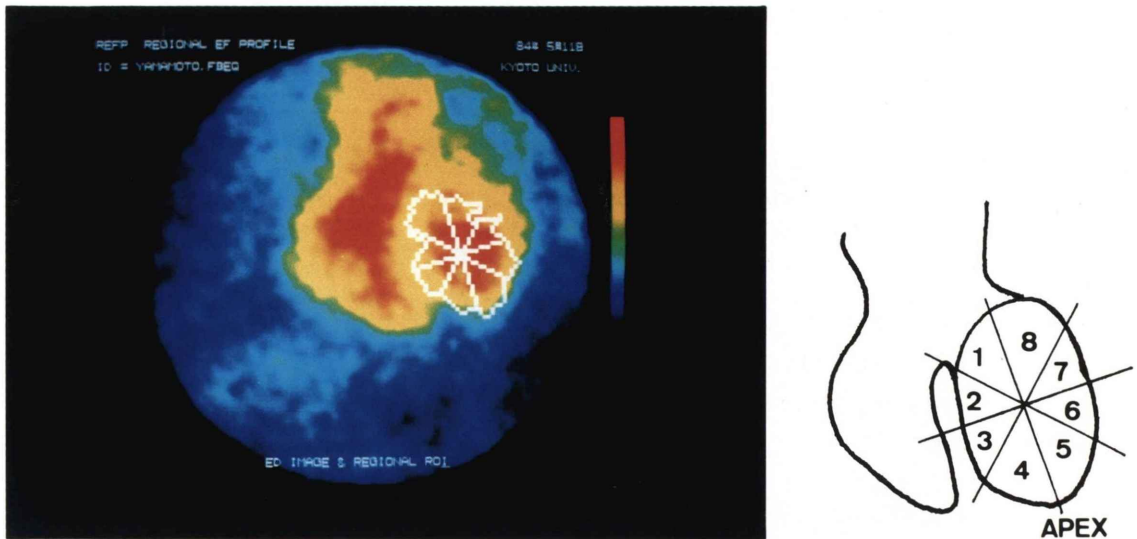 REFP REGIONAL EF PROFILE
84# 5#118
ID = YAMAMOTO.FBEQ
KYOTO UNIV.
ED IMAGE & REGIONAL ROI
1
8
7
2
6
3
5
4
APEX